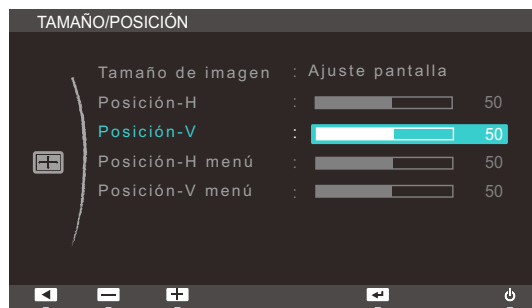 TAMAÑO/POSICIÓN
Tamaño de imagen : Ajuste pantalla
Posición-H : 50
Posición-V : 50
Posición-H menú : 50
Posición-V menú : 50